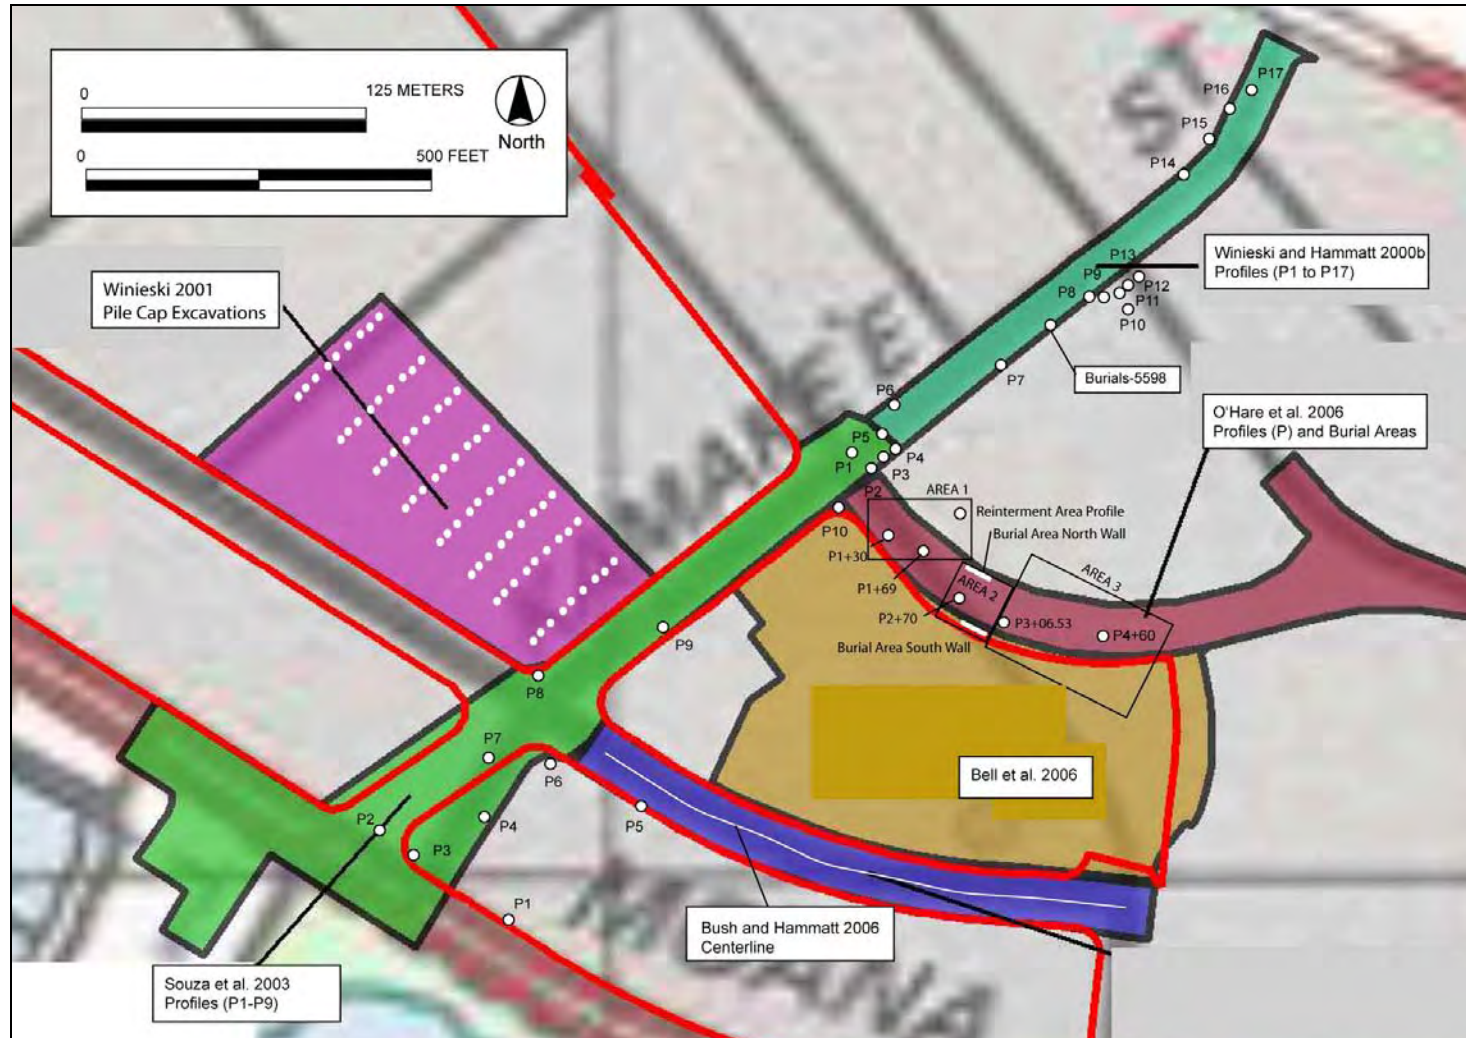 0
125 METERS
0
500 FEET
North
ST
P17
P16
P15
P14
Winieski and Hammatt 2000b
Profiles (P1 to P17)
P13
P9
P12
P8
P11
P10
Winieski 2001
Pile Cap Excavations
P7
Burials-5598
MAKEE
P6
O'Hare et al. 2006
Profiles (P) and Burial Areas
P5
P4
P1
P3
P2
AREA 1
P10
Reinterment Area Profile
Burial Area North Wall
P1+30
AREA 3
P1+69
AREA 2
P2+70
P3+06.53
P4+60
Burial Area South Wall
P9
P8
P7
P6
Bell et al. 2006
P5
P2
P4
P3
P1
Bush and Hammatt 2006
Centerline
MOANA
Souza et al. 2003
Profiles (P1-P9)